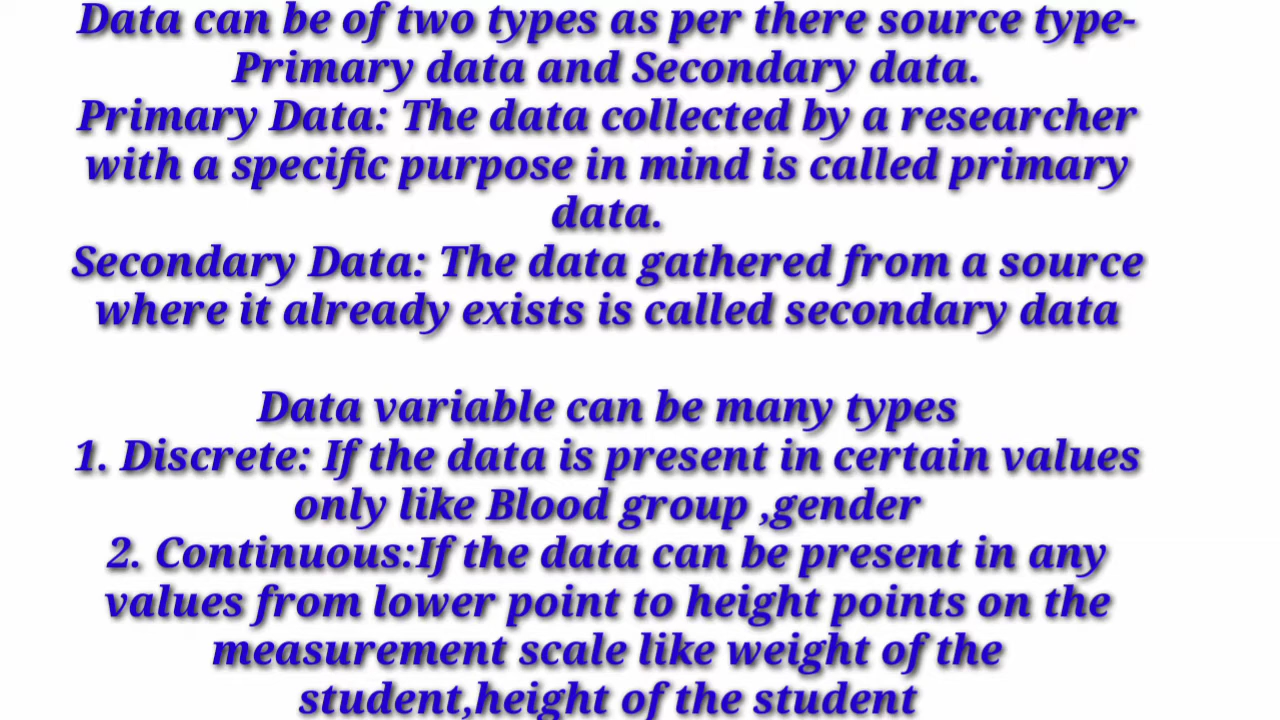 Data can be of two types as per there source type-
Primary data and Secondary data.
Primary Data: The data collected by a researcher
with a specific purpose in mind is called primary
data.
Secondary Data: The data gathered from a source
where it already exists is called secondary data
Data variable can be many types
1. Discrete: If the data is present in certain values
only like Blood group ,gender
2. Continuous:If the data can be present in any
values from lower point to height points on the
measurement scale like weight of the
student,height of the student